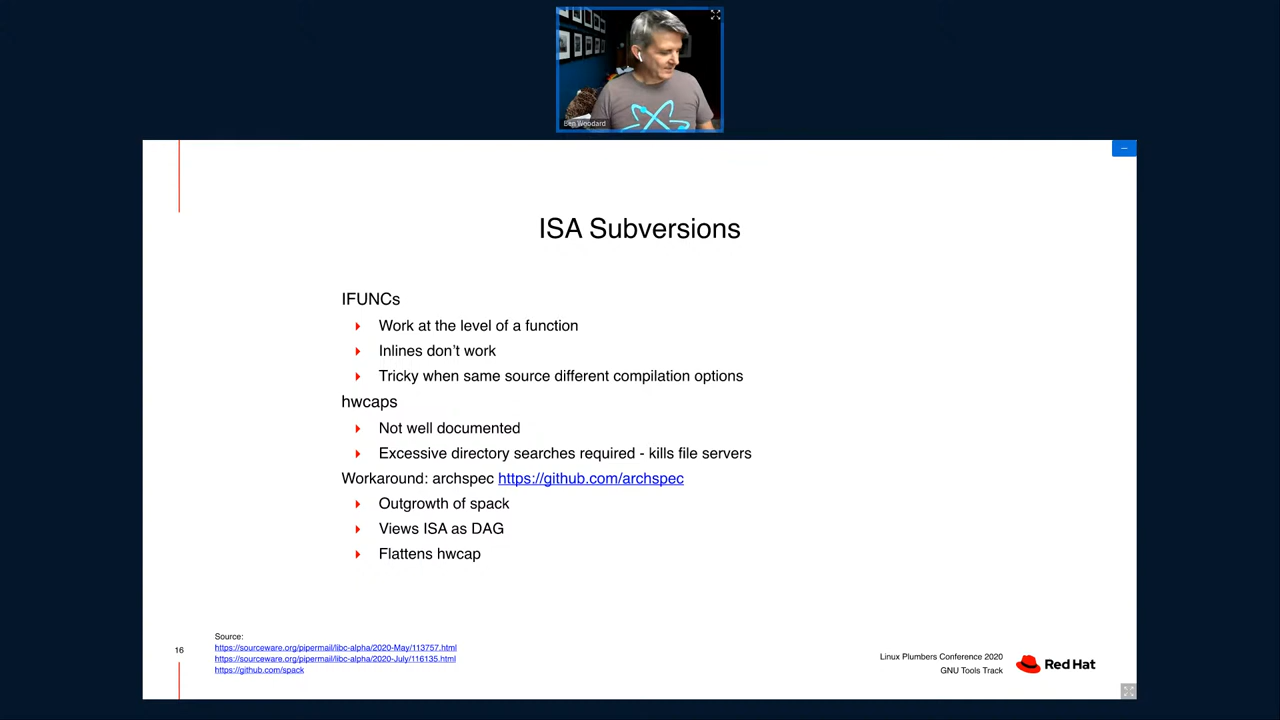 Ben Woodard
ISA Subversions
IFUNCs
Work at the level of a function
Inlines don't work
Tricky when same source different compilation options
hwcaps
Not well documented
Excessive directory searches required - kills file servers
Workaround: archspec https://github.com/archspec
Outgrowth of spack
Views ISA as DAG
Flattens hwcap
Source:
https://sourceware.org/pipermail/libc-alpha/2020-May/113757.html
https://sourceware.org/pipermail/libc-alpha/2020-July/116135.html
https://github.com/spack
16
Linux Plumbers Conference 2020
GNU Tools Track
Red Hat